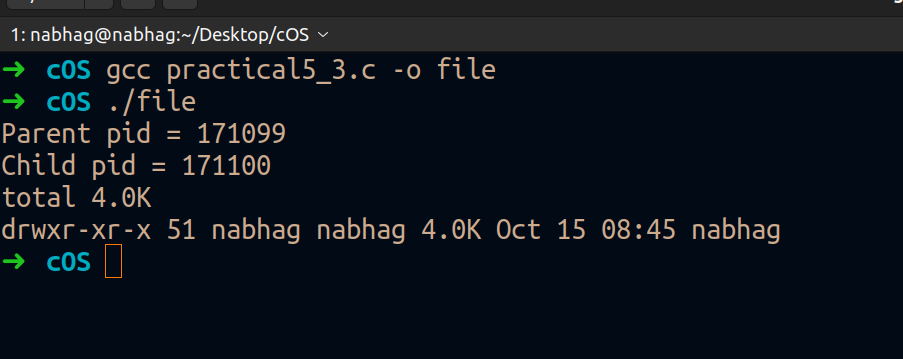 1: nabhag@nabhag:~/Desktop/cOS
➜ cOS gcc practical5_3.c -o file
➜ cOS ./file
Parent pid = 171099
Child pid = 171100
total 4.0K
drwxr-xr-x 51 nabhag nabhag 4.0K Oct 15 08:45 nabhag
➜ cOS